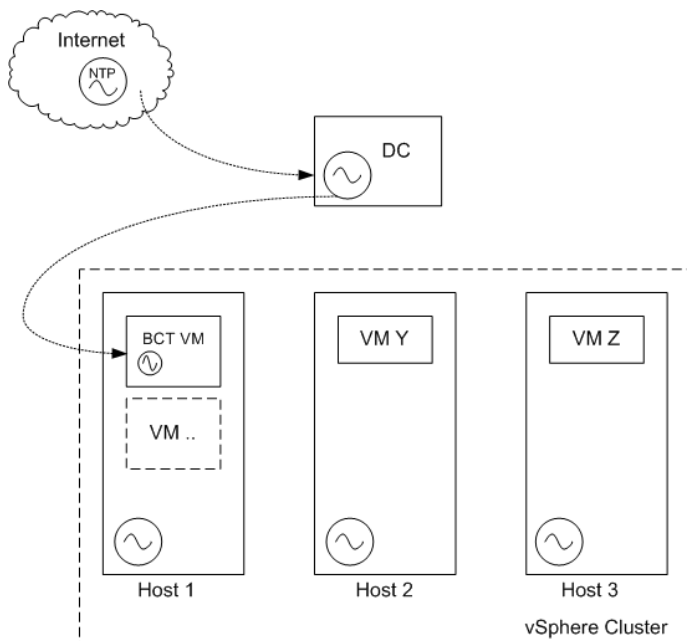 Internet
NTP
DC
BCT VM
VM Y
VM Z
VM ..
Host 1
Host 2
Host 3
vSphere Cluster